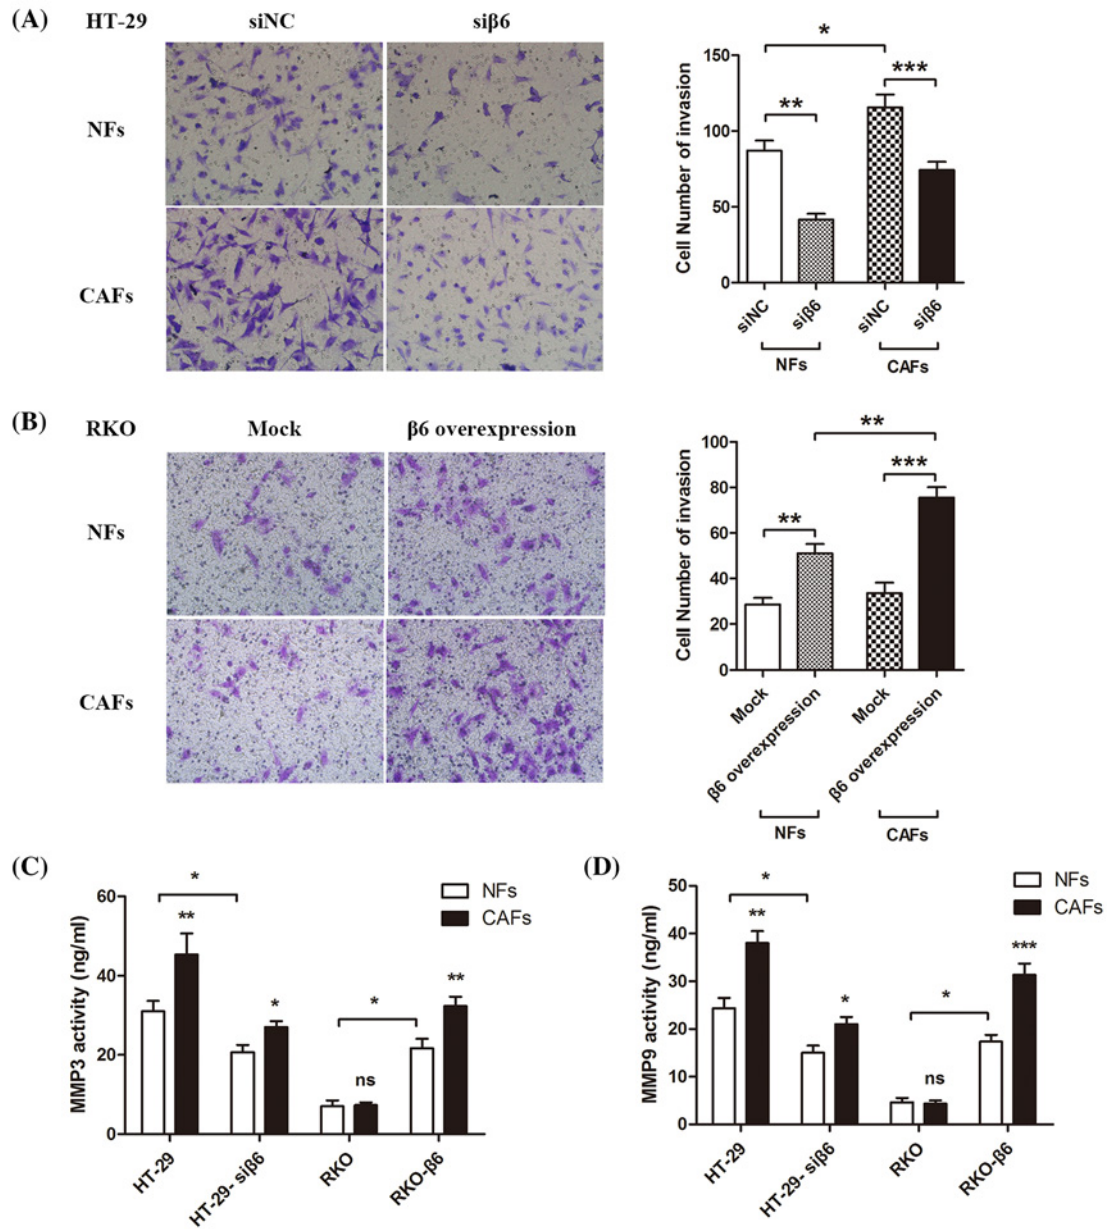 (A) HT-29 siNC siβ6
NFs
CAFs
Cell Number of invasion
150
100
50
0
*
**
***
siNC siβ6 siNC siβ6
NFs CAFs
(B) RKO Mock β6 overexpression
NFs
CAFs
Cell Number of invasion
100
80
60
40
20
0
**
***
**
Mock β6 overexpression Mock β6 overexpression
NFs CAFs
(C)
NFs
CAFs
MMP3 activity (ng/ml)
60
40
20
0
*
**
*
*
**
ns
HT-29 HT-29- siβ6 RKO RKO-β6
(D)
NFs
CAFs
MMP9 activity (ng/ml)
50
40
30
20
10
0
*
**
*
*
***
ns
HT-29 HT-29- siβ6 RKO RKO-β6